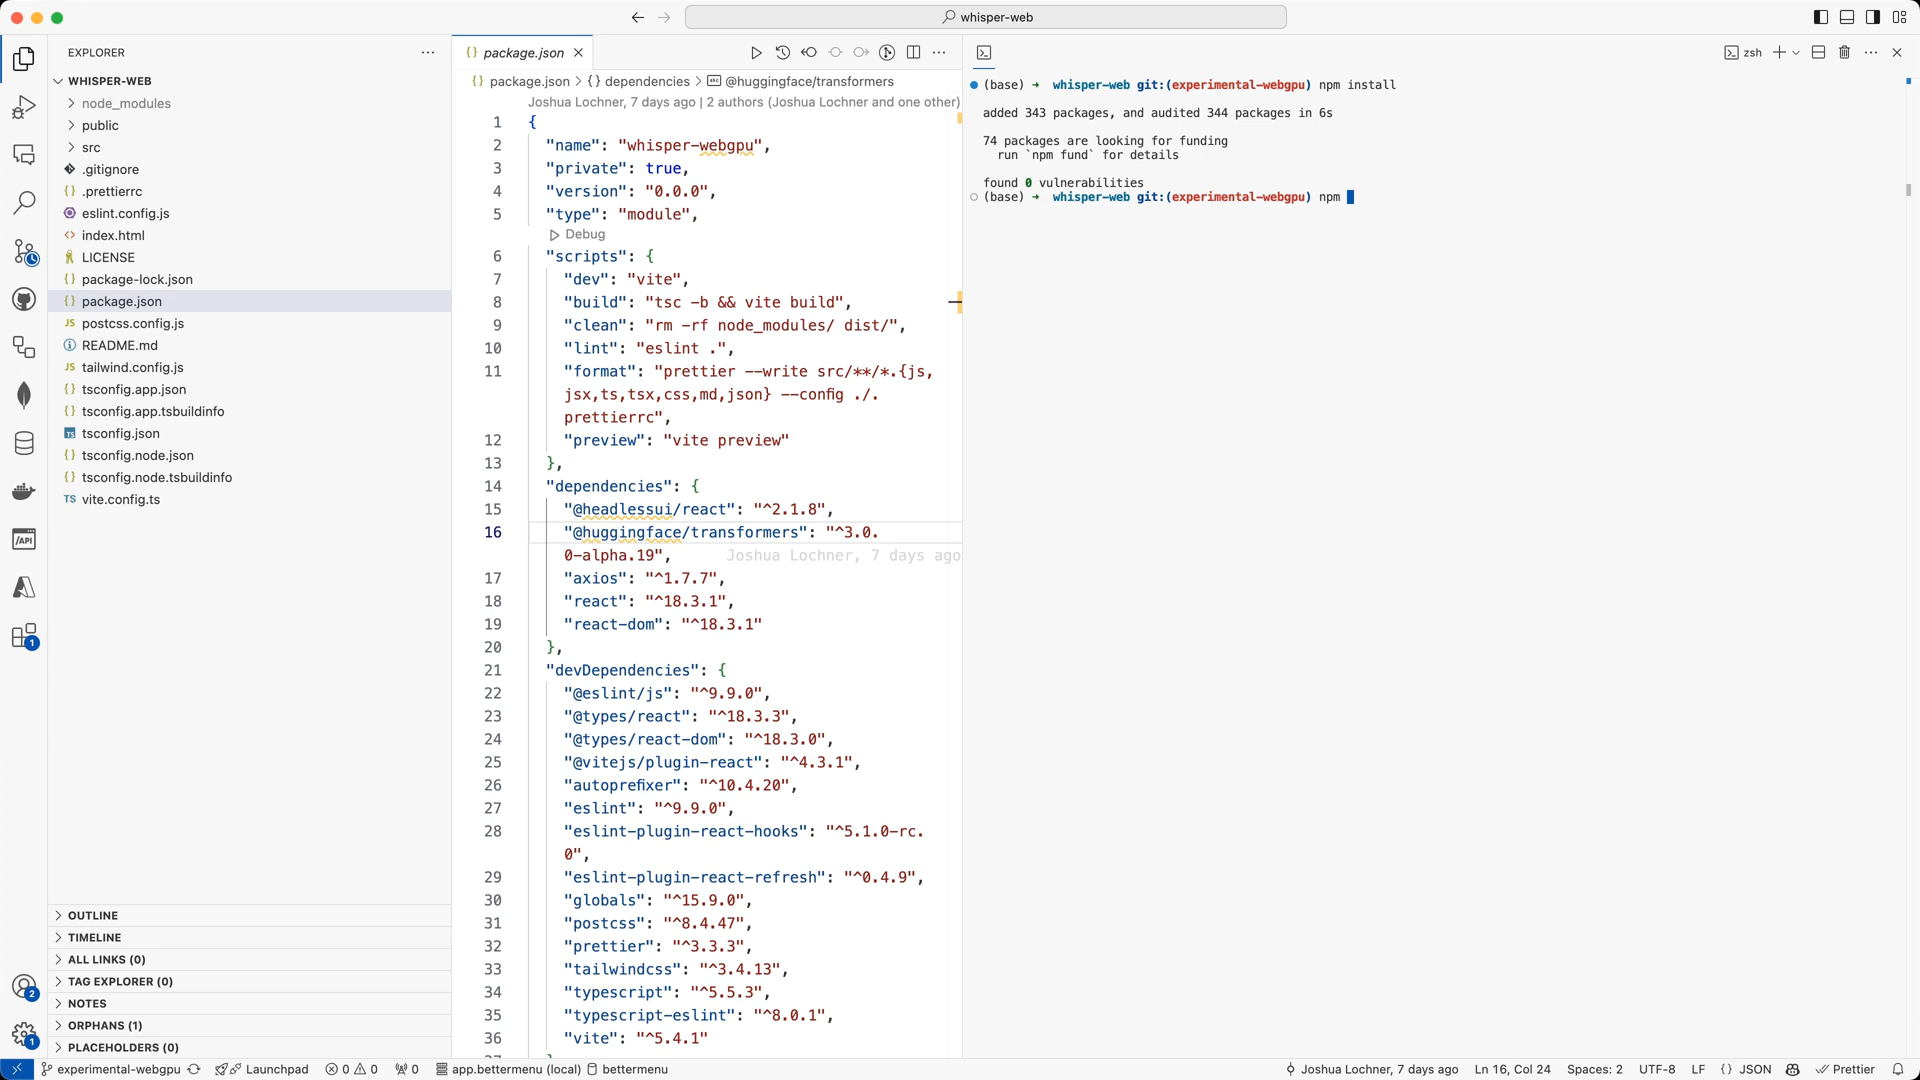 whisper-web
EXPLORER
WHISPER-WEB
node_modules
public
src
.gitignore
{} .prettierrc
eslint.config.js
<> index.html
LICENSE
{} package-lock.json
{} package.json
JS postcss.config.js
README.md
JS tailwind.config.js
{} tsconfig.app.json
{} tsconfig.app.tsbuildinfo
TS tsconfig.json
{} tsconfig.node.json
{} tsconfig.node.tsbuildinfo
TS vite.config.ts
OUTLINE
TIMELINE
ALL LINKS (0)
TAG EXPLORER (0)
NOTES
ORPHANS (1)
PLACEHOLDERS (0)
/API
1
2
1
{} package.json
{} package.json > {} dependencies > abc @huggingface/transformers
Joshua Lochner, 7 days ago | 2 authors (Joshua Lochner and one other)
1 {
2 "name": "whisper-webgpu",
3 "private": true,
4 "version": "0.0.0",
5 "type": "module",
Debug
6 "scripts": {
7 "dev": "vite",
8 "build": "tsc -b && vite build",
9 "clean": "rm -rf node_modules/ dist/",
10 "lint": "eslint .",
11 "format": "prettier --write src/**/*.{js,
jsx,ts,tsx,css,md,json} --config ./.
prettierrc",
12 "preview": "vite preview"
13 },
14 "dependencies": {
15 "@headlessui/react": "^2.1.8",
16 "@huggingface/transformers": "^3.0.
0-alpha.19", Joshua Lochner, 7 days ago
17 "axios": "^1.7.7",
18 "react": "^18.3.1",
19 "react-dom": "^18.3.1"
20 },
21 "devDependencies": {
22 "@eslint/js": "^9.9.0",
23 "@types/react": "^18.3.3",
24 "@types/react-dom": "^18.3.0",
25 "@vitejs/plugin-react": "^4.3.1",
26 "autoprefixer": "^10.4.20",
27 "eslint": "^9.9.0",
28 "eslint-plugin-react-hooks": "^5.1.0-rc.
0",
29 "eslint-plugin-react-refresh": "^0.4.9",
30 "globals": "^15.9.0",
31 "postcss": "^8.4.47",
32 "prettier": "^3.3.3",
33 "tailwindcss": "^3.4.13",
34 "typescript": "^5.5.3",
35 "typescript-eslint": "^8.0.1",
36 "vite": "^5.4.1"
zsh
(base) → whisper-web git:(experimental-webgpu) npm install
added 343 packages, and audited 344 packages in 6s
74 packages are looking for funding
run `npm fund` for details
found 0 vulnerabilities
(base) → whisper-web git:(experimental-webgpu) npm
experimental-webgpu Launchpad 0 0 0 app.bettermenu (local) bettermenu Joshua Lochner, 7 days ago Ln 16, Col 24 Spaces: 2 UTF-8 LF {} JSON Prettier